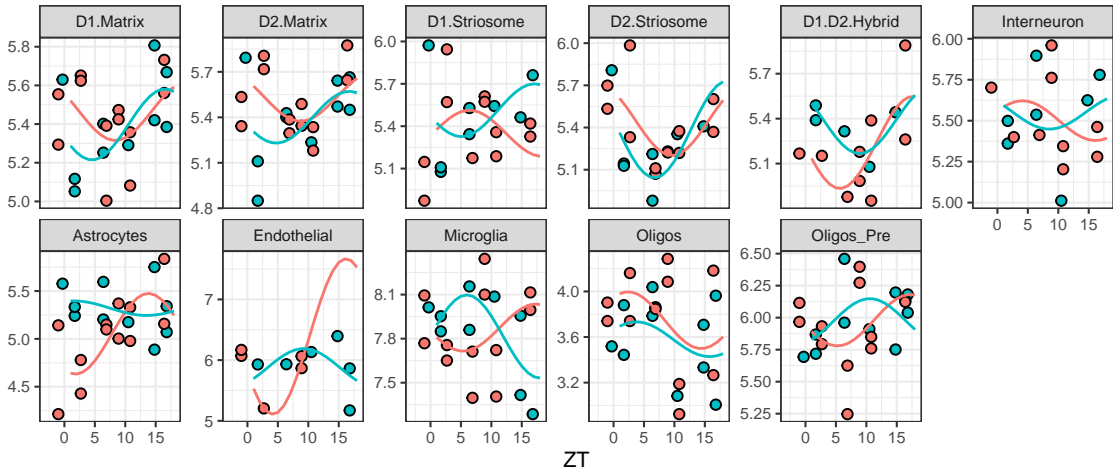 D1.Matrix
5.8
5.6
5.4
5.2
5.0
D2.Matrix
5.7
5.4
5.1
4.8
D1.Striosome
6.0
5.7
5.4
5.1
D2.Striosome
6.0
5.7
5.4
5.1
D1.D2.Hybrid
5.7
5.4
5.1
Interneuron
6.00
5.75
5.50
5.25
5.00
0 5 10 15
Astrocytes
5.5
5.0
4.5
0 5 10 15
Endothelial
7
6
5
0 5 10 15
Microglia
8.1
7.8
7.5
0 5 10 15
Oligos
4.0
3.6
3.2
0 5 10 15
Oligos_Pre
6.50
6.25
6.00
5.75
5.50
5.25
0 5 10 15
ZT